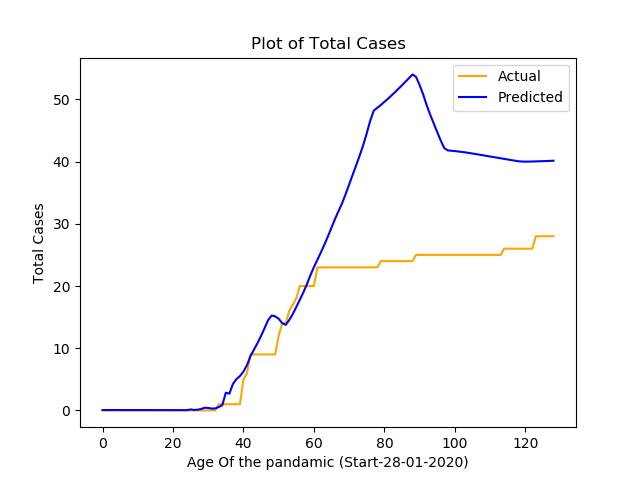 Plot of Total Cases
Actual
Predicted
Total Cases
50
40
30
20
10
0
0 20 40 60 80 100 120
Age Of the pandamic (Start-28-01-2020)